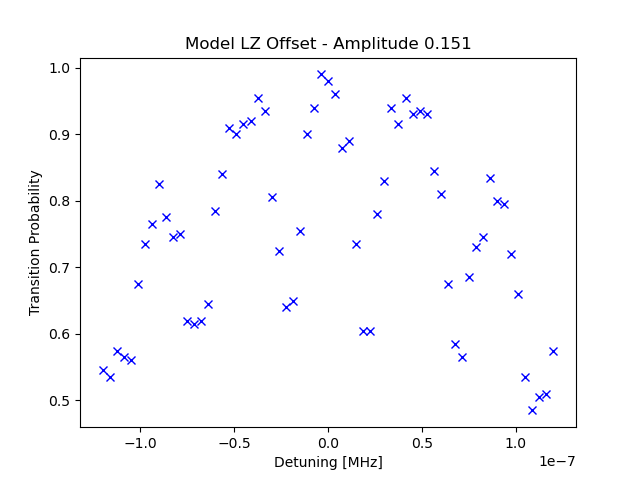 Model LZ Offset - Amplitude 0.151
1.0
0.9
0.8
0.7
0.6
0.5
Transition Probability
−1.0 −0.5 0.0 0.5 1.0
1e−7
Detuning [MHz]